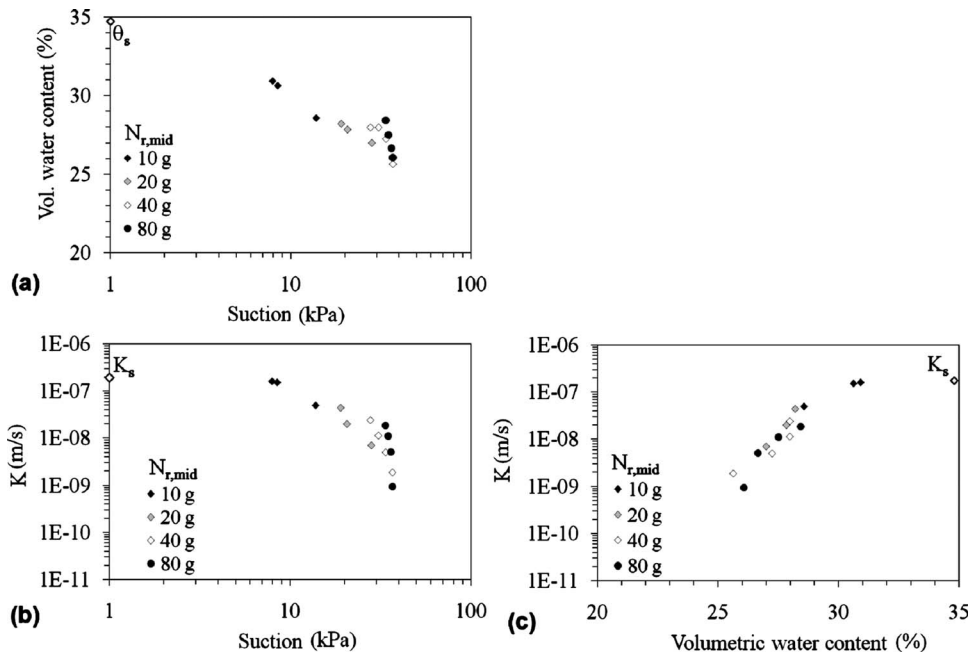 35
30
25
20
Vol. water content (%)
θs
Nr,mid
10 g
20 g
40 g
80 g
1 10 100
(a)
Suction (kPa)
1E-06
1E-07
1E-08
1E-09
1E-10
1E-11
K (m/s)
Ks
Nr,mid
10 g
20 g
40 g
80 g
1 10 100
(b)
Suction (kPa)
1E-06
1E-07
1E-08
1E-09
1E-10
1E-11
K (m/s)
Ks
Nr,mid
10 g
20 g
40 g
80 g
20 25 30 35
(c)
Volumetric water content (%)